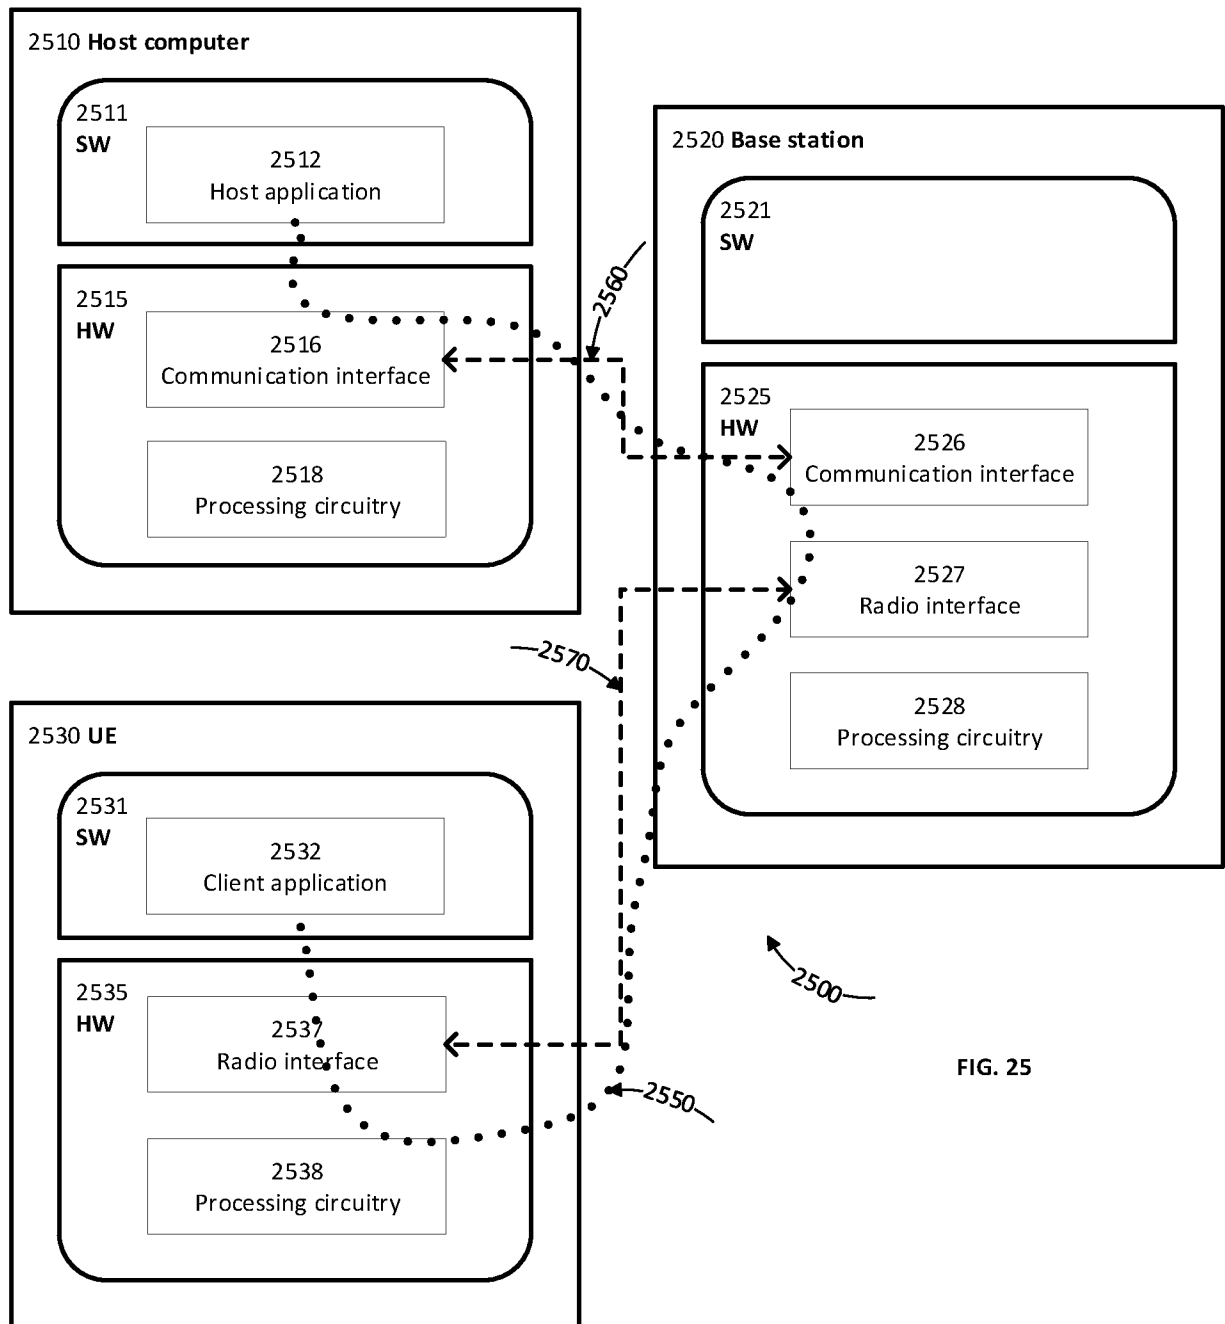 2510 Host computer
2511
SW
2512
Host application
2515
HW
2516
Communication interface
2518
Processing circuitry
2560
2520 Base station
2521
SW
2525
HW
2526
Communication interface
2527
Radio interface
2528
Processing circuitry
2570
2530 UE
2531
SW
2532
Client application
2535
HW
2537
Radio interface
2538
Processing circuitry
2550
2500
FIG. 25